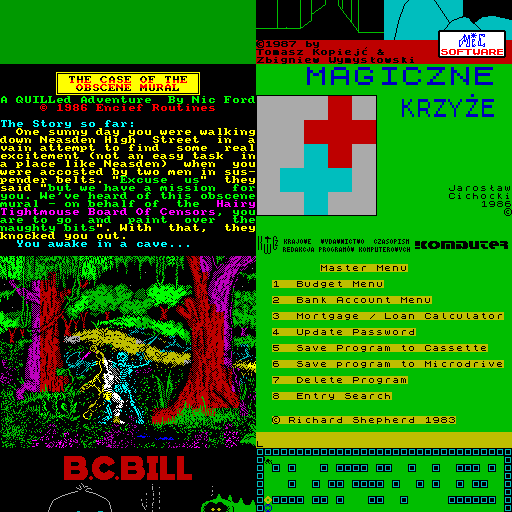 ©1987 by
Tomasz Kopiejć &
Zbigniew Wymysłowski
MiC
SOFTWARE
THE CASE OF THE
OBSCENE MURAL
A QUILLed Adventure By Nic Ford
© 1986 Encief Routines
The Story so far:
One sunny day you were walking
down Neasden High Street in a
vain attempt to find some real
excitement (not an easy task in
a place like Neasdin) when you
were accosted by two men in sus-
pender belts. "Excuse us" they
said "but we have a mission for
you. We've heard of this obscene
mural - on behalf of the Hairy
Tightmouse Board Of Censors, you
are to go and paint over the
naughty bits". With that, they
knocked you out.
You awake in a cave...
MAGICZNE
KRZYŻE
Jarosław
Cichocki
1986
©
KRAJOWE WYDAWNICTWO CZASOPISM
REDAKCJA PROGRAMÓW KOMPUTEROWYCH
komputer
Master Menu
1 Budget Menu
2 Bank Account Menu
3 Mortgage / Loan Calculator
4 Update Password
5 Save Program to Cassette
6 Save program to Microdrive
7 Delete Program
8 Entry Search
© Richard Shepherd 1983
L
B.C.BILL